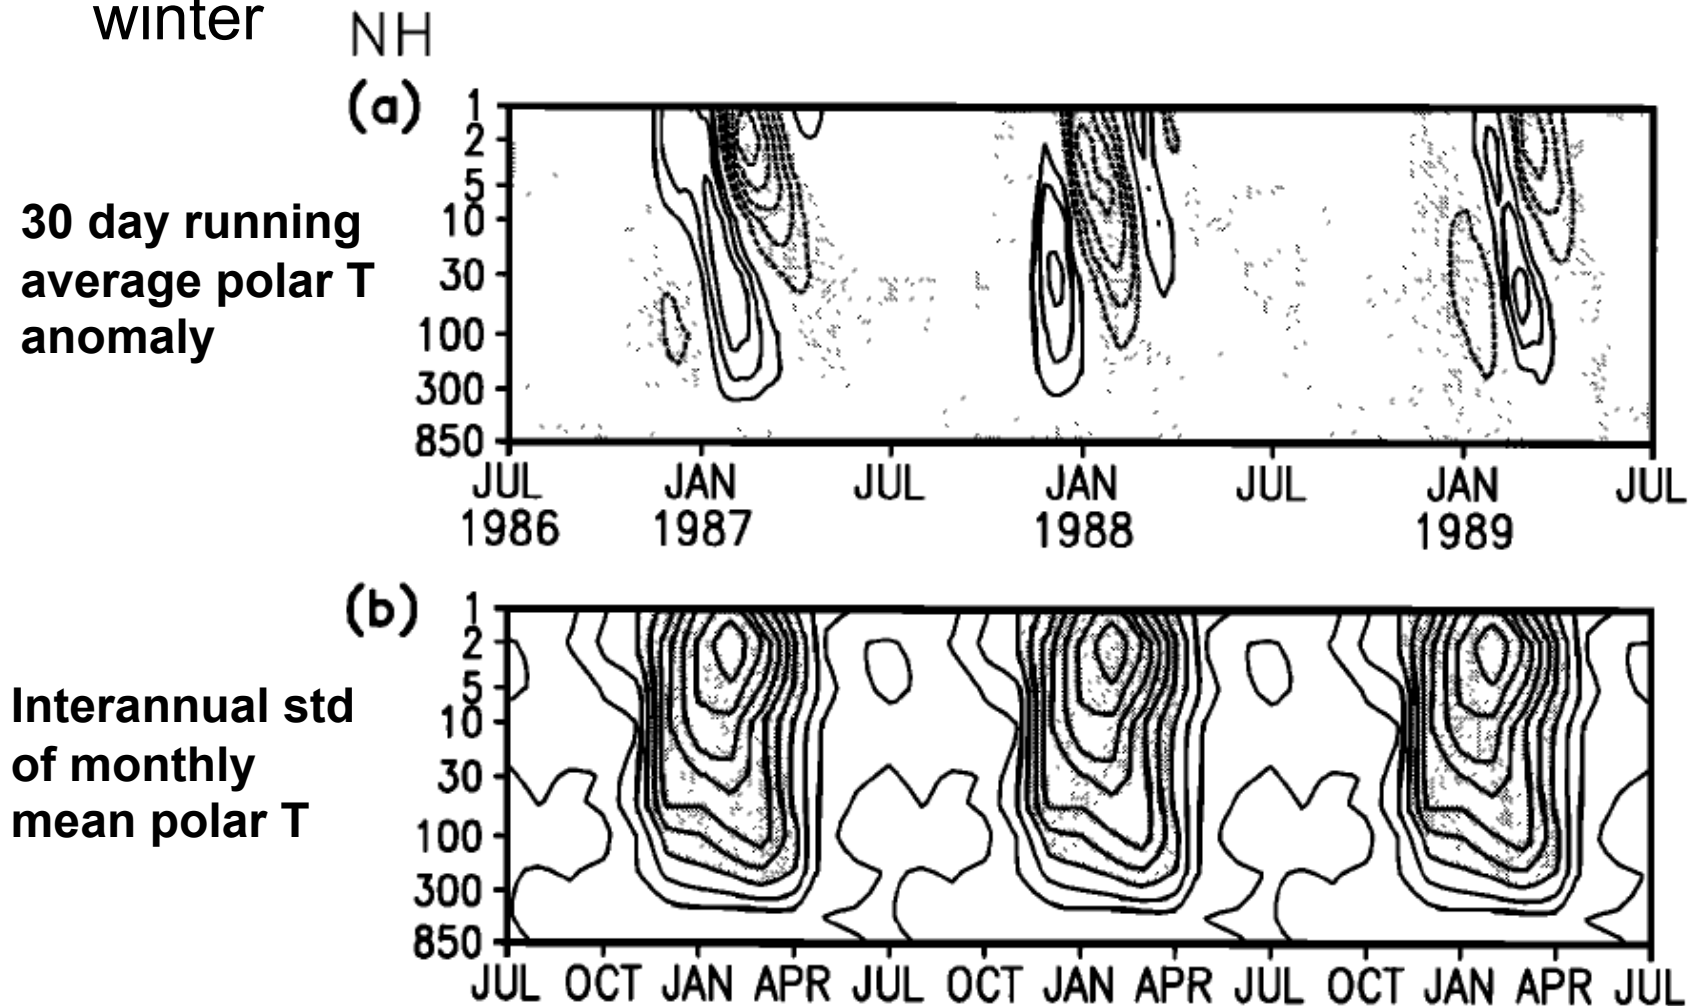 winter
NH
(a)
1
2
5
10
30
100
300
850
30 day running
average polar T
anomaly
JUL JAN JUL JAN JUL JAN JUL
1986 1987 1988 1989
(b)
1
2
5
10
30
100
300
850
Interannual std
of monthly
mean polar T
JUL OCT JAN APR JUL OCT JAN APR JUL OCT JAN APR JUL